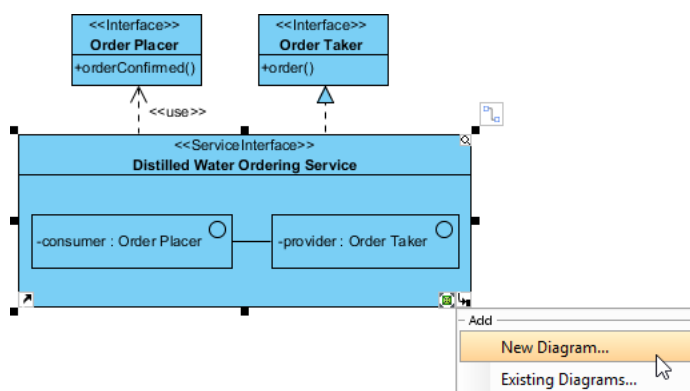 <<Interface>>
Order Placer
+orderConfirmed()
<<Interface>>
Order Taker
+order()
<<use>>
<<ServiceInterface>>
Distilled Water Ordering Service
-consumer : Order Placer
-provider : Order Taker
Add
New Diagram...
Existing Diagrams...